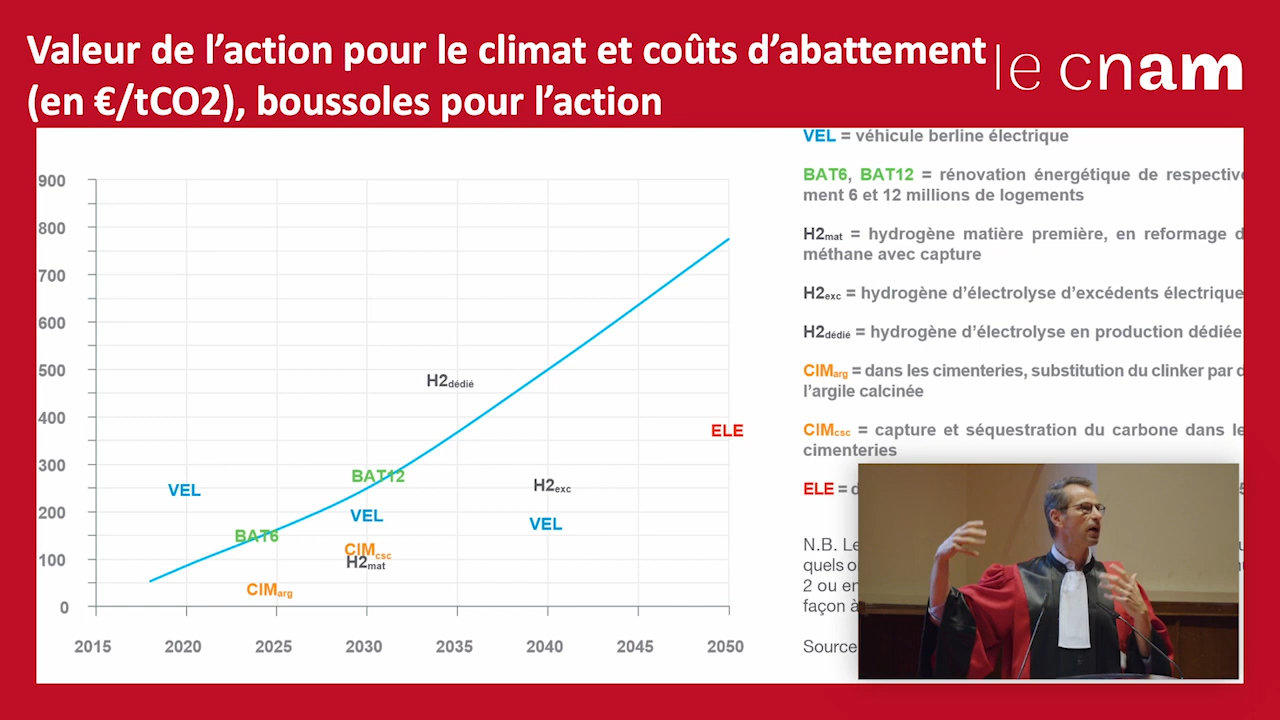 Valeur de l’action pour le climat et coûts d’abattement
(en €/tCO2), boussoles pour l’action
le cnam
900
800
700
600
500
400
300
200
100
0
2015
2020
2025
2030
2035
2040
2045
2050
VEL
BAT6
CIMarg
BAT12
VEL
CIMcsc
H2mat
H2dédié
H2exc
VEL
ELE
VEL = véhicule berline électrique
BAT6, BAT12 = rénovation énergétique de respective
ment 6 et 12 millions de logements
H2mat = hydrogène matière première, en reformage d
méthane avec capture
H2exc = hydrogène d’électrolyse d’excédents électrique
H2dédié = hydrogène d’électrolyse en production dédiée
CIMarg = dans les cimenteries, substitution du clinker par d
l’argile calcinée
CIMcsc = capture et séquestration du carbone dans le
cimenteries
ELE = d
N.B. Le
quels o
2 ou en
façon à
Source